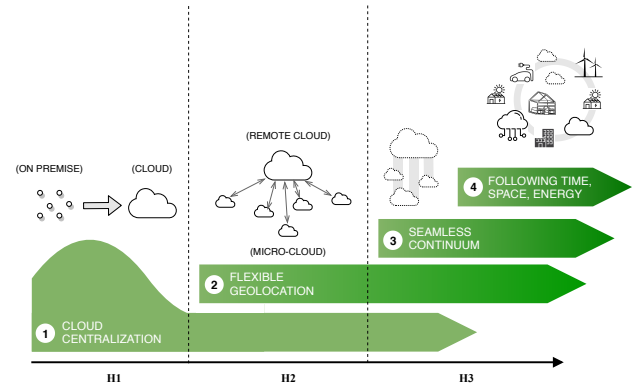 (ON PREMISE)
(CLOUD)
(REMOTE CLOUD)
(MICRO-CLOUD)
4 FOLLOWING TIME,
SPACE, ENERGY
3 SEAMLESS
CONTINUUM
2 FLEXIBLE
GEOLOCATION
1 CLOUD
CENTRALIZATION
H1
H2
H3